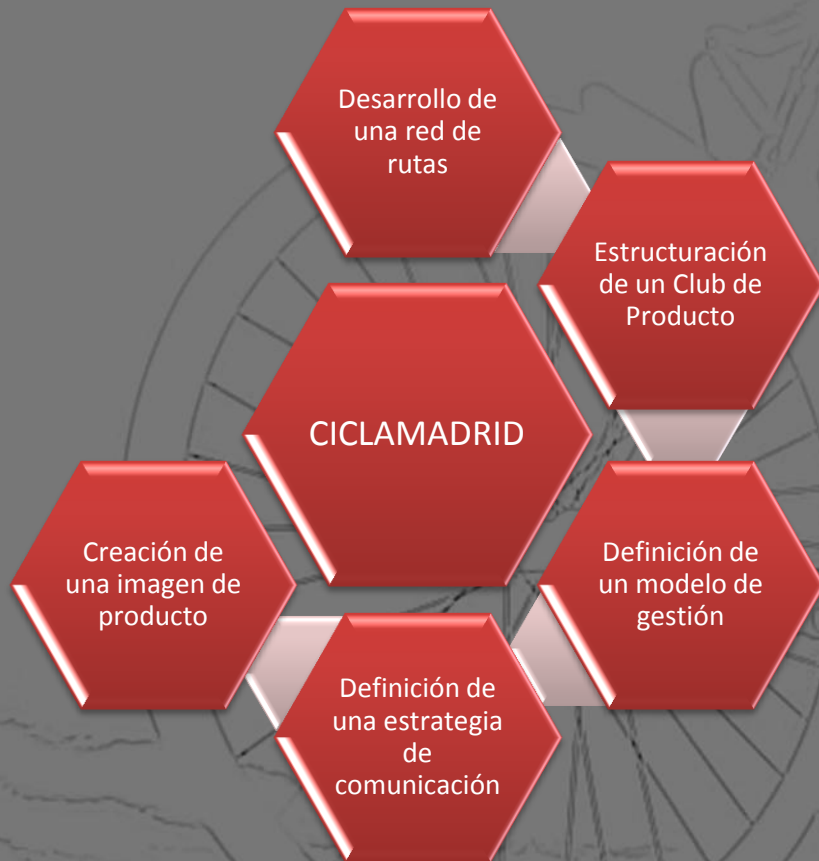 Desarrollo de
una red de
rutas
Estructuración
de un Club de
Producto
CICLAMADRID
Creación de
una imagen de
producto
Definición de
un modelo de
gestión
Definición de
una estrategia
de
comunicación